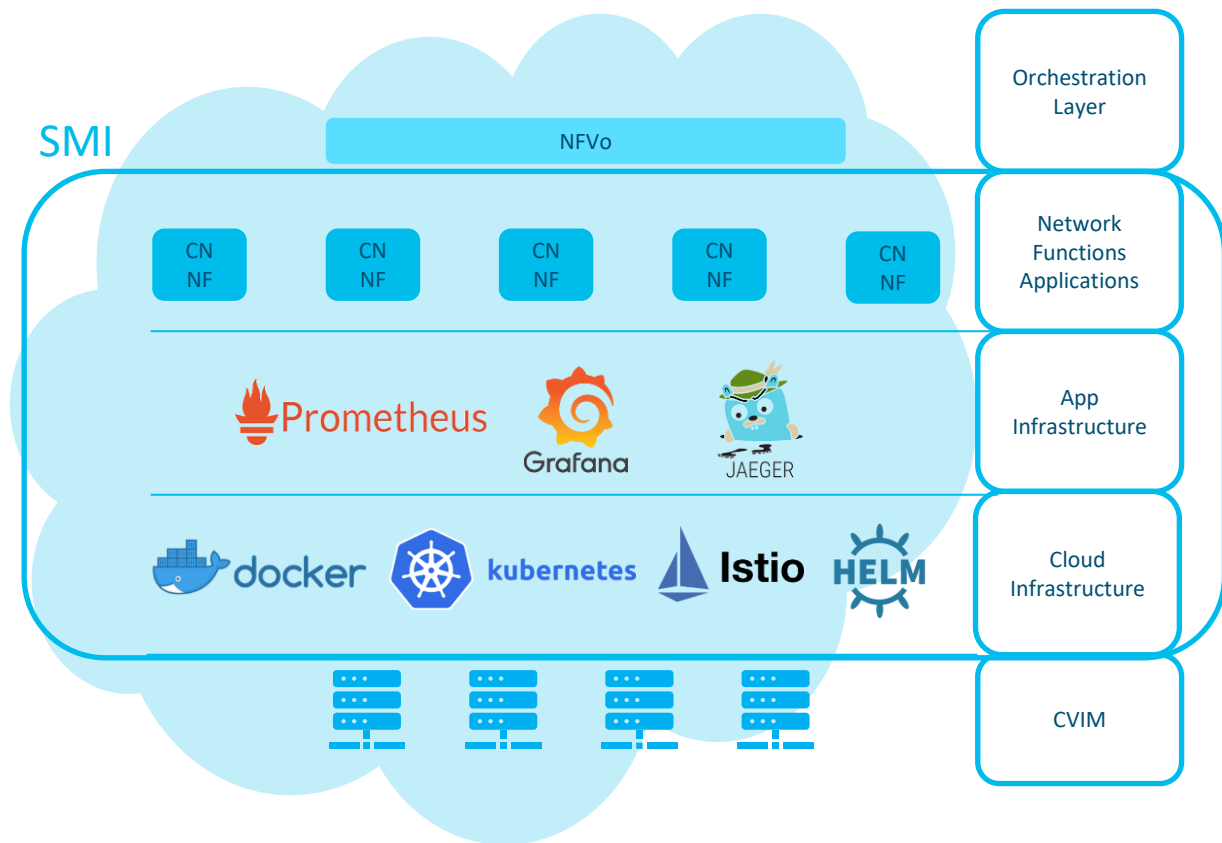 Orchestration
Layer
SMI
NFVo
Network
Functions
Applications
CN
NF
CN
NF
CN
NF
CN
NF
CN
NF
Prometheus
Grafana
JAEGER
App
Infrastructure
docker
kubernetes
Istio
HELM
Cloud
Infrastructure
CVIM